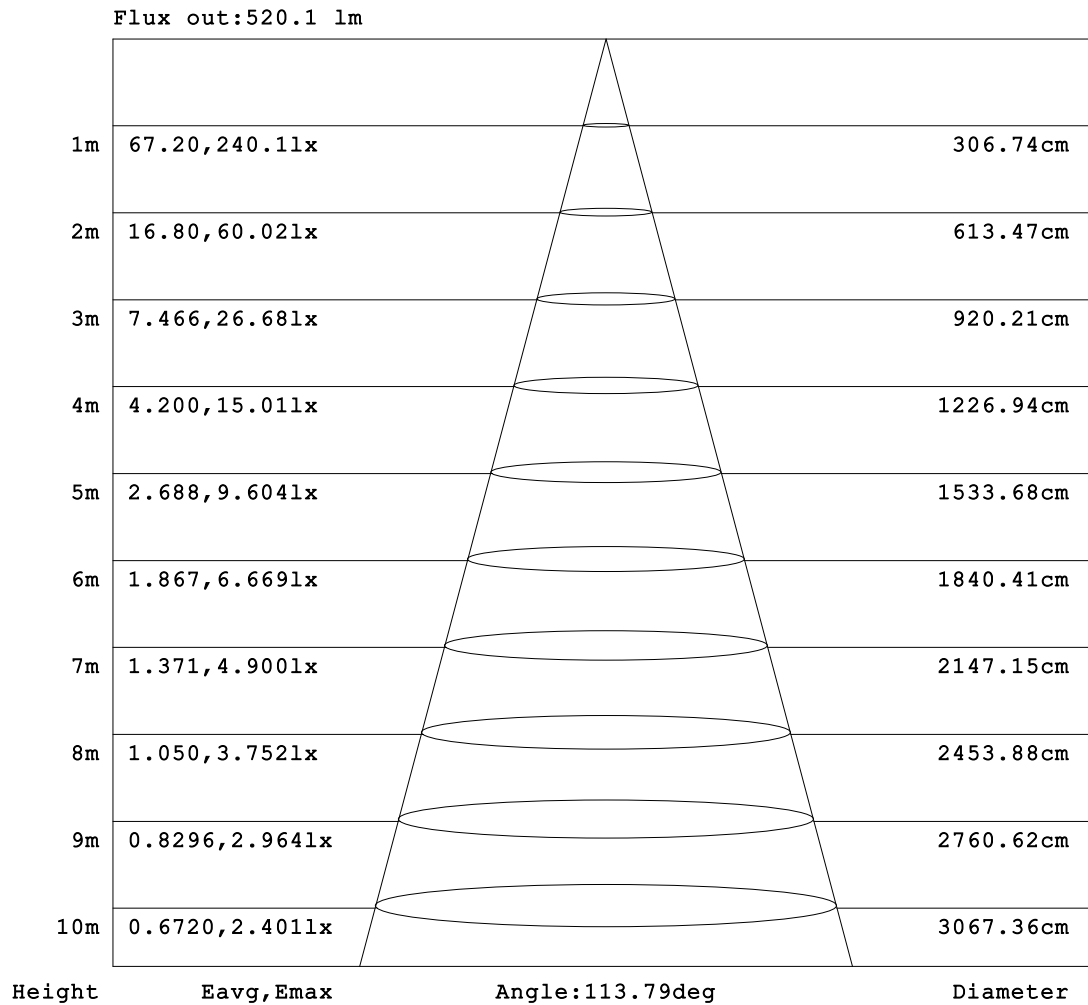 Flux out:520.1 lm
1m 67.20,240.1lx 306.74cm
2m 16.80,60.02lx 613.47cm
3m 7.466,26.68lx 920.21cm
4m 4.200,15.01lx 1226.94cm
5m 2.688,9.604lx 1533.68cm
6m 1.867,6.669lx 1840.41cm
7m 1.371,4.900lx 2147.15cm
8m 1.050,3.752lx 2453.88cm
9m 0.8296,2.964lx 2760.62cm
10m 0.6720,2.401lx 3067.36cm
Height Eavg,Emax Angle:113.79deg Diameter